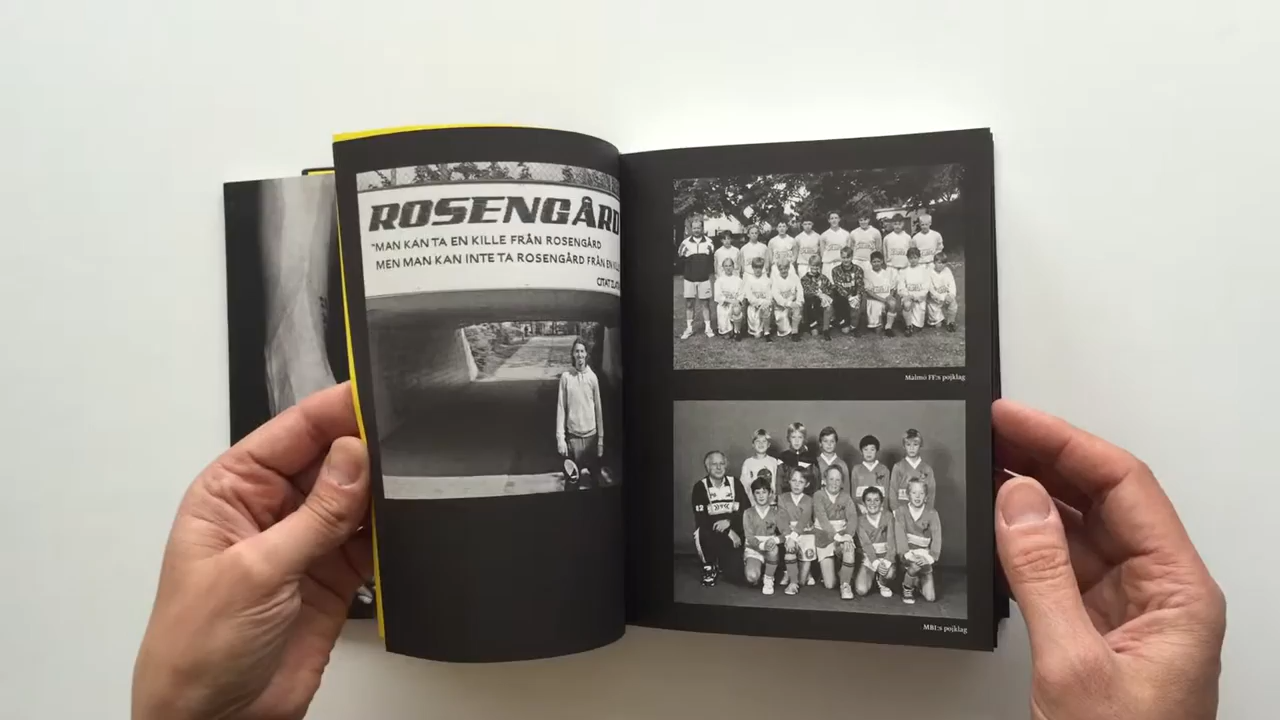 ROSENGÅRD
"MAN KAN TA EN KILLE FRÅN ROSENGÅRD
MEN MAN KAN INTE TA ROSENGÅRD FRÅN EN
CITAT
Malmö FF:s pojklag
MBI:s pojklag